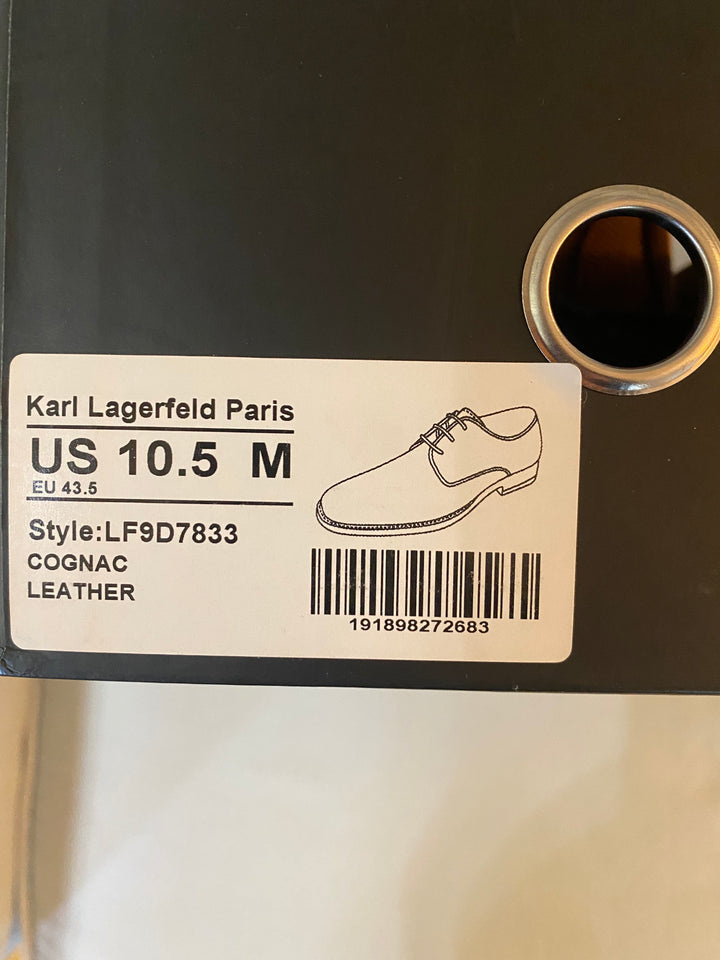 Karl Lagerfeld Paris
US 10.5 M
EU 43.5
Style:LF9D7833
COGNAC
LEATHER
191898272683